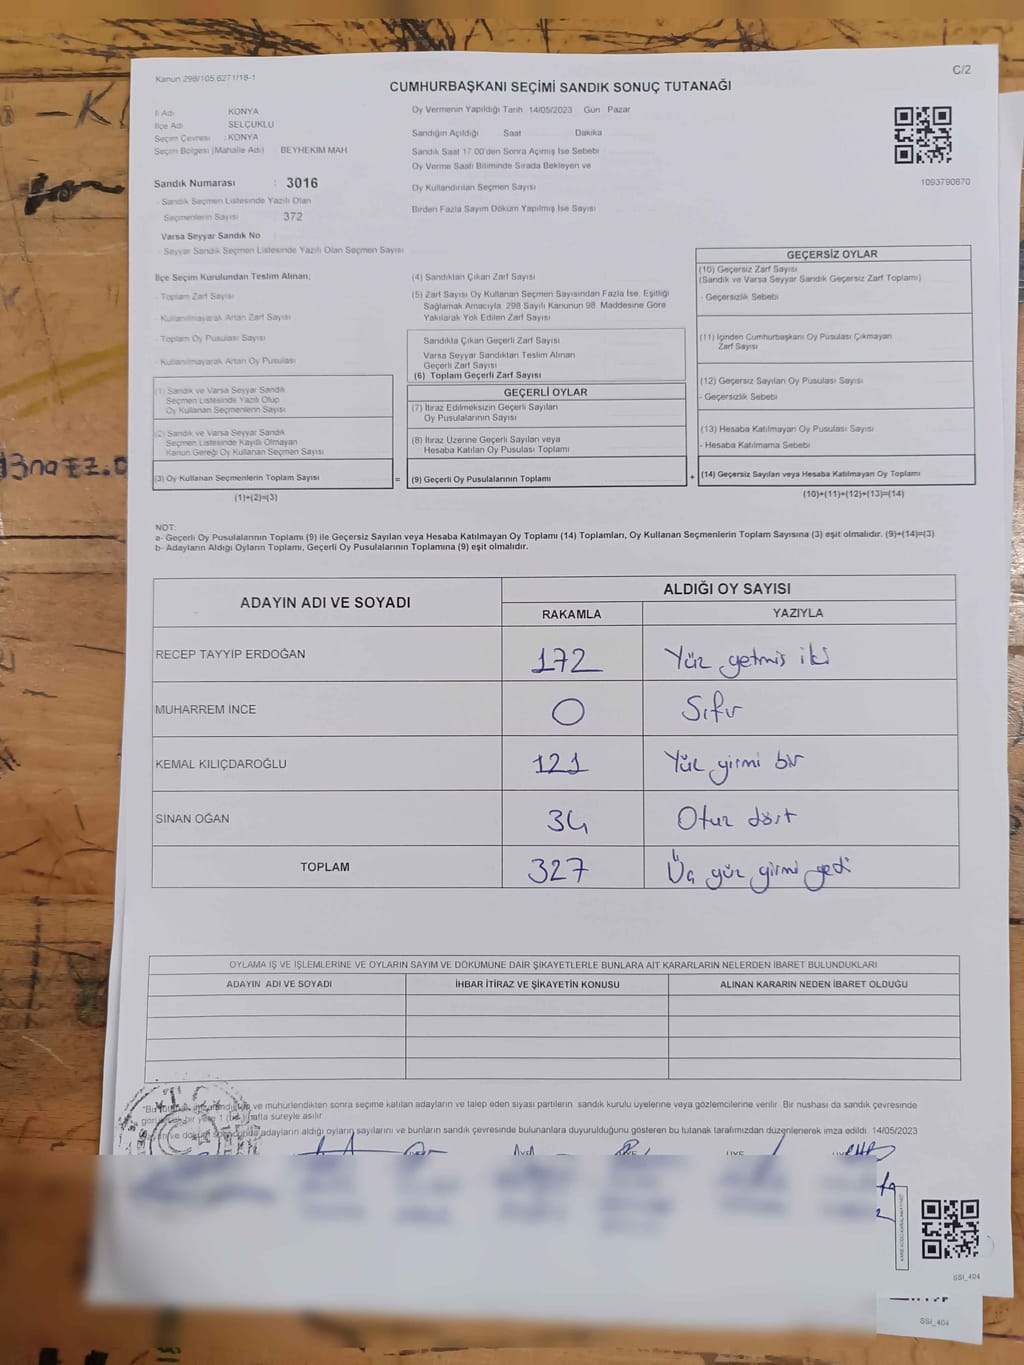 Kanun 298/105,6271/18-1
C/2
CUMHURBAŞKANI SEÇİMİ SANDIK SONUÇ TUTANAĞI
İl Adı KONYA
İlçe Adı SELÇUKLU
Seçim Çevresi : KONYA
Seçim Bölgesi (Mahalle Adı) BEYHEKİM MAH
Sandık Numarası : 3016
- Sandık Seçmen Listesinde Yazılı Olan
Seçmenlerin Sayısı 372
Varsa Seyyar Sandık No
- Seyyar Sandık Seçmen Listesinde Yazılı Olan Seçmen Sayısı
Oy Vermenin Yapıldığı Tarih 14/05/2023 Gün Pazar
Sandığın Açıldığı Saat Dakika
Sandık Saat 17:00'den Sonra Açılmış İse Sebebi
Oy Verme Saati Bitiminde Sırada Bekleyen ve
Oy Kullandırılan Seçmen Sayısı
Birden Fazla Sayım Döküm Yapılmış İse Sayısı
1093790870
İlçe Seçim Kurulundan Teslim Alınan;
- Toplam Zarf Sayısı
- Kullanılmayarak Artan Zarf Sayısı
- Toplam Oy Pusulası Sayısı
- Kullanılmayarak Artan Oy Pusulası
(1) Sandık ve Varsa Seyyar Sandık
Seçmen Listesinde Yazılı Olup
Oy Kullanan Seçmenlerin Sayısı
(2) Sandık ve Varsa Seyyar Sandık
Seçmen Listesinde Kayıtlı Olmayan
Kanun Gereği Oy Kullanan Seçmen Sayısı
(3) Oy Kullanan Seçmenlerin Toplam Sayısı
(1)+(2)=(3)
=
(4) Sandıktan Çıkan Zarf Sayısı
(5) Zarf Sayısı Oy Kullanan Seçmen Sayısından Fazla İse, Eşitliği
Sağlamak Amacıyla 298 Sayılı Kanunun 98. Maddesine Göre
Yakılarak Yok Edilen Zarf Sayısı
Sandıkta Çıkan Geçerli Zarf Sayısı
Varsa Seyyar Sandıktan Teslim Alınan
Geçerli Zarf Sayısı
(6) Toplam Geçerli Zarf Sayısı
GEÇERLİ OYLAR
(7) İtiraz Edilmeksizin Geçerli Sayılan
Oy Pusulalarının Sayısı
(8) İtiraz Üzerine Geçerli Sayılan veya
Hesaba Katılan Oy Pusulası Toplamı
(9) Geçerli Oy Pusulalarının Toplamı
+
GEÇERSİZ OYLAR
(10) Geçersiz Zarf Sayısı
(Sandık ve Varsa Seyyar Sandık Geçersiz Zarf Toplamı)
- Geçersizlik Sebebi
(11) İçinden Cumhurbaşkanı Oy Pusulası Çıkmayan
Zarf Sayısı
(12) Geçersiz Sayılan Oy Pusulası Sayısı
- Geçersizlik Sebebi
(13) Hesaba Katılmayan Oy Pusulası Sayısı
- Hesaba Katılmama Sebebi
(14) Geçersiz Sayılan veya Hesaba Katılmayan Oy Toplamı
(10)+(11)+(12)+(13)=(14)
NOT:
a- Geçerli Oy Pusulalarının Toplamı (9) ile Geçersiz Sayılan veya Hesaba Katılmayan Oy Toplamı (14) Toplamları, Oy Kullanan Seçmenlerin Toplam Sayısına (3) eşit olmalıdır. (9)+(14)=(3)
b- Adayların Aldığı Oyların Toplamı, Geçerli Oy Pusulalarının Toplamına (9) eşit olmalıdır.
ADAYIN ADI VE SOYADI ALDIĞI OY SAYISI
RAKAMLA YAZIYLA
RECEP TAYYİP ERDOĞAN 172 Yüz yetmiş iki
MUHARREM İNCE 0 Sıfır
KEMAL KILIÇDAROĞLU 121 Yüz yirmi bir
SİNAN OĞAN 34 Otuz dört
TOPLAM 327 Üç yüz yirmi yedi
OYLAMA İŞ VE İŞLEMLERİNE VE OYLARIN SAYIM VE DÖKÜMÜNE DAİR ŞİKAYETLERLE BUNLARA AİT KARARLARIN NELERDEN İBARET BULUNDUKLARI
ADAYIN ADI VE SOYADI İHBAR İTİRAZ VE ŞİKAYETİN KONUSU ALINAN KARARIN NEDEN İBARET OLDUĞU
ve mühürlendikten sonra seçime katılan adayların ve talep eden siyasi partilerin sandık kurulu üyelerine veya gözlemcilerine verilir. Bir nüshası da sandık çevresinde
hafta süreyle asılır.
adayların aldığı oyların sayılarını ve bunların sandık çevresinde bulunanlara duyurulduğunu gösteren bu tutanak tarafımızdan düzenlenerek imza edildi. 14/05/2023
SSI_404
SSI_404